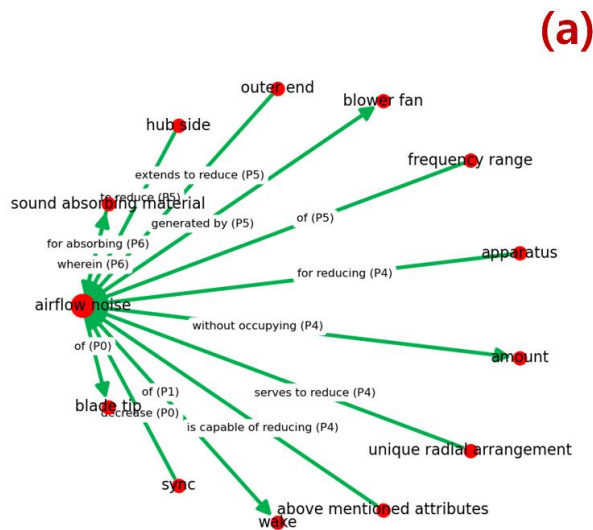 (a)
outer end
blower fan
hub side
frequency range
extends to reduce (P5)
to reduce (P5)
sound absorbing material
generated by (P5)
of (P5)
for absorbing (P6)
apparatus
wherein (P6)
for reducing (P4)
airflow noise
without occupying (P4)
of (P0)
amount
of (P1)
serves to reduce (P4)
blade tip
decrease (P0)
is capable of reducing (P4)
unique radial arrangement
sync
above mentioned attributes
wake